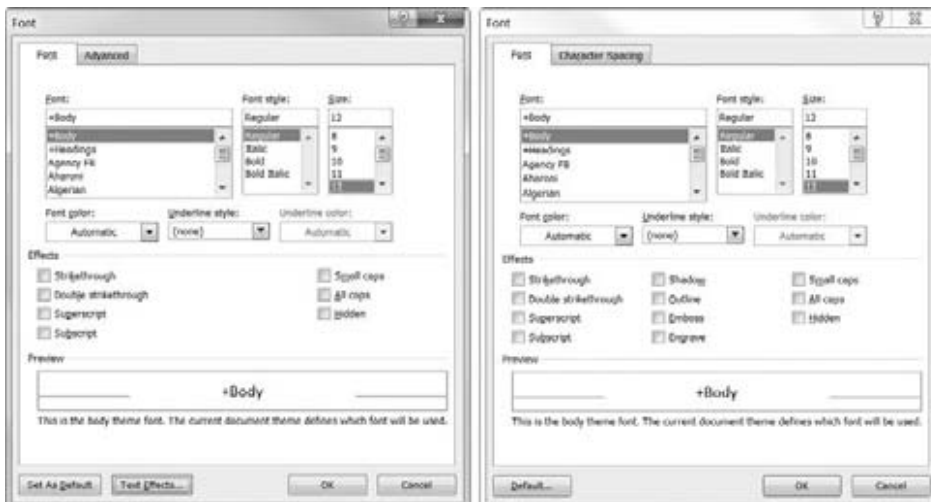 Font
Font Advanced
Font: Font style: Size:
+Body Regular 12
+Body Regular 8
+Headings Italic 9
Agency FB Bold 10
Aharoni Bold Italic 11
Algerian 12
Font color: Underline style: Underline color:
Automatic (none) Automatic
Effects
Strikethrough Small caps
Double strikethrough All caps
Superscript Hidden
Subscript
Preview
+Body
This is the body theme font. The current document theme defines which font will be used.
Set As Default Text Effects... OK Cancel
Font
Font Character Spacing
Font: Font style: Size:
+Body Regular 12
+Body Regular 8
+Headings Italic 9
Agency FB Bold 10
Aharoni Bold Italic 11
Algerian 12
Font color: Underline style: Underline color:
Automatic (none) Automatic
Effects
Strikethrough Shadow Small caps
Double strikethrough Outline All caps
Superscript Emboss Hidden
Subscript Engrave
Preview
+Body
This is the body theme font. The current document theme defines which font will be used.
Default... OK Cancel